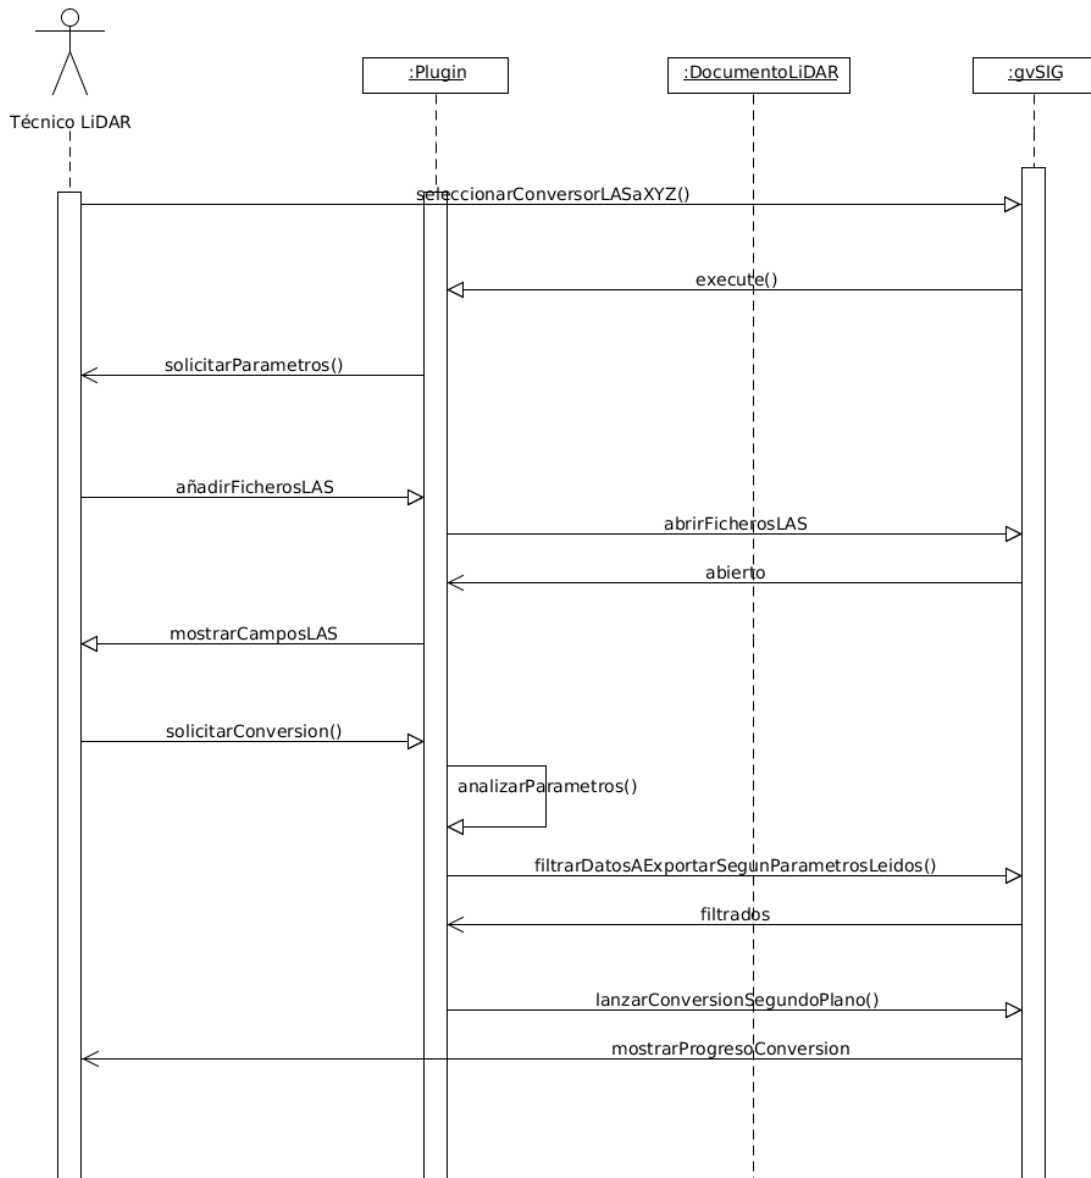 :Plugin
:DocumentoLiDAR
:gvSIG
Técnico LiDAR
seleccionarConversorLASaXYZ()
execute()
solicitarParametros()
añadirFicherosLAS
abrirFicherosLAS
abierto
mostrarCamposLAS
solicitarConversion()
analizarParametros()
filtrarDatosAExportarSegunParametrosLeidos()
filtrados
lanzarConversionSegundoPlano()
mostrarProgresoConversion